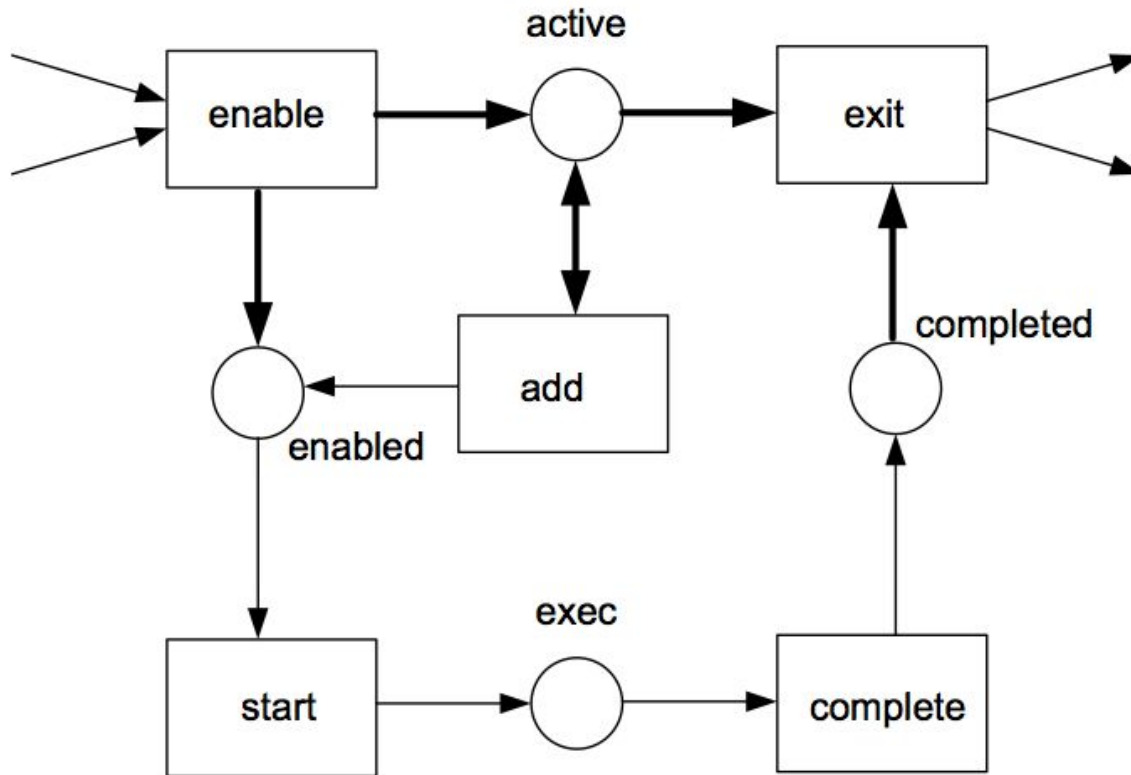 active
enable
exit
completed
add
enabled
exec
start
complete